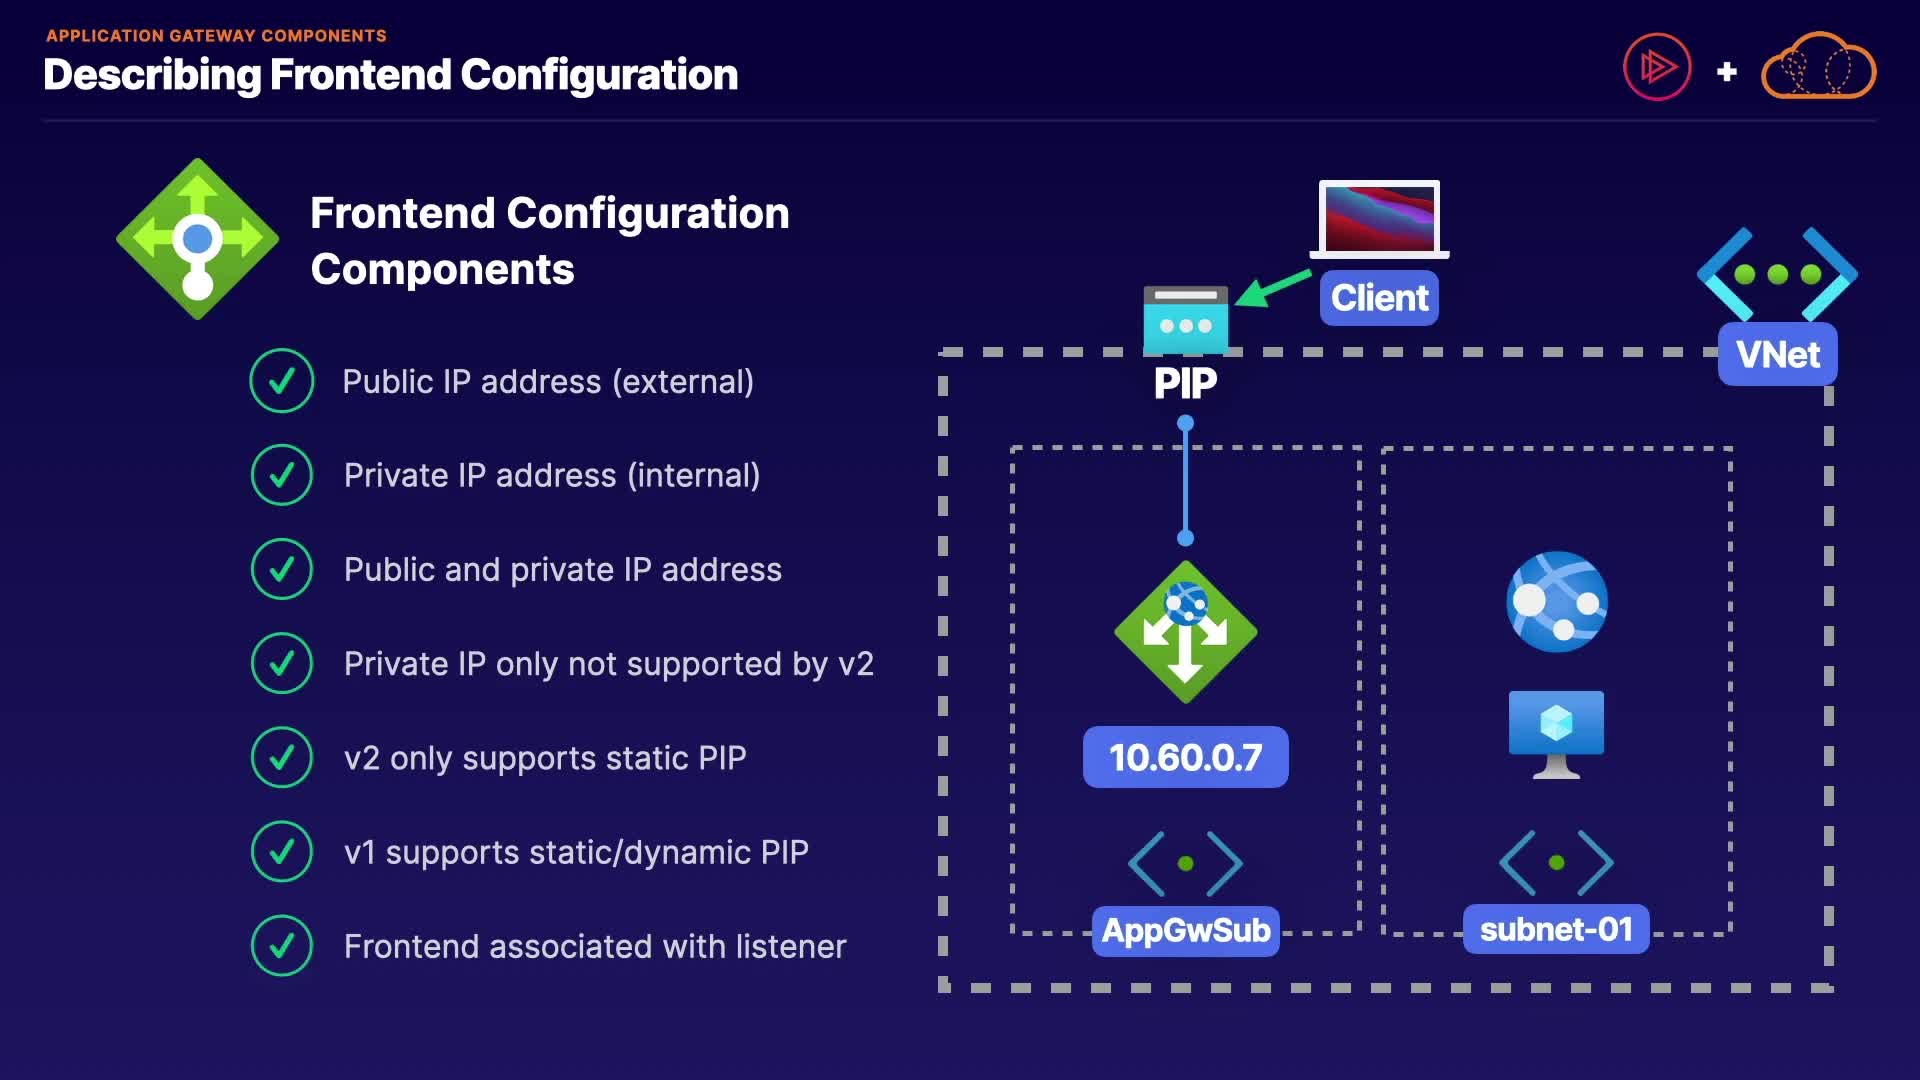 APPLICATION GATEWAY COMPONENTS
Describing Frontend Configuration
Frontend Configuration
Components
Public IP address (external)
Private IP address (internal)
Public and private IP address
Private IP only not supported by v2
v2 only supports static PIP
v1 supports static/dynamic PIP
Frontend associated with listener
Client
VNet
PIP
10.60.0.7
AppGwSub
subnet-01